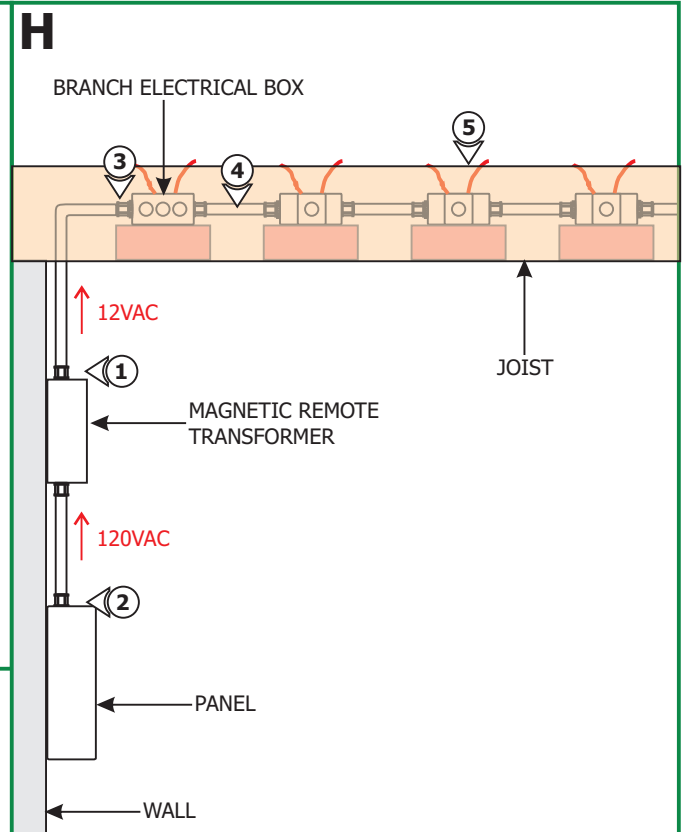 H
BRANCH ELECTRICAL BOX
5
3
4
12VAC
1
JOIST
MAGNETIC REMOTE
TRANSFORMER
120VAC
2
PANEL
WALL